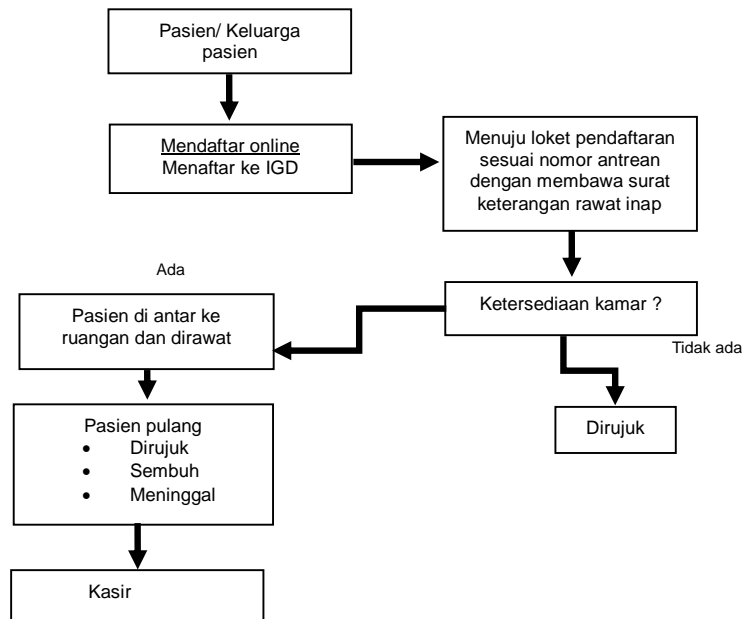 Pasien/ Keluarga
pasien
Mendaftar online
Menaftar ke IGD
Menuju loket pendaftaran
sesuai nomor antrean
dengan membawa surat
keterangan rawat inap
Ketersediaan kamar ?
Ada
Tidak ada
Pasien di antar ke
ruangan dan dirawat
Dirujuk
Pasien pulang
• Dirujuk
• Sembuh
• Meninggal
Kasir